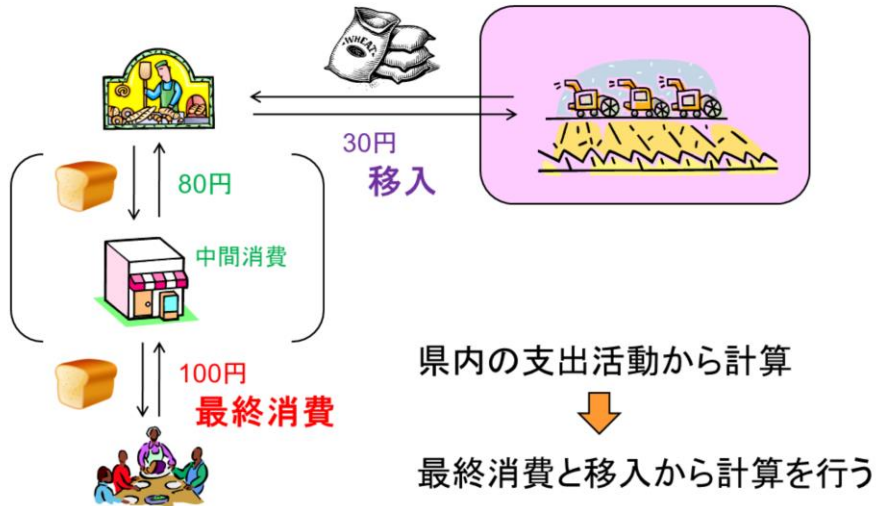 WHEAT
30円
移入
80円
中間消費
100円
最終消費
県内の支出活動から計算
最終消費と移入から計算を行う